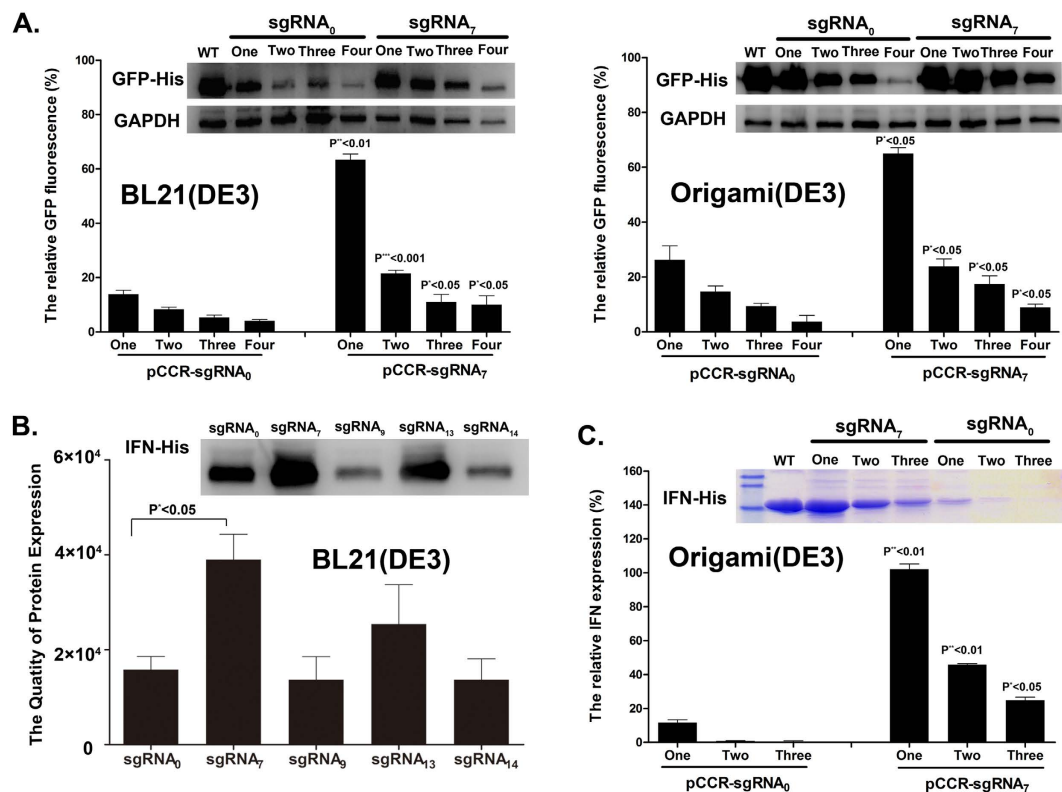 A.
sgRNA0 sgRNA7
WT One Two Three Four One Two Three Four
GFP-His
GAPDH
The relative GFP fluorescence (%)
100
80
60
40
20
0
BL21(DE3)
P**<0.01
P***<0.001
P*<0.05 P*<0.05
One Two Three Four One Two Three Four
pCCR-sgRNA0 pCCR-sgRNA7
sgRNA0 sgRNA7
WT One Two Three Four One Two Three Four
GFP-His
GAPDH
The relative GFP fluorescence (%)
100
80
60
40
20
0
Origami(DE3)
P*<0.05
P*<0.05
P*<0.05
P*<0.05
One Two Three Four One Two Three Four
pCCR-sgRNA0 pCCR-sgRNA7
B.
sgRNA0 sgRNA7 sgRNA9 sgRNA13 sgRNA14
IFN-His
The Quatity of Protein Expression
6×10^4
4×10^4
2×10^4
0
P*<0.05
BL21(DE3)
sgRNA0 sgRNA7 sgRNA9 sgRNA13 sgRNA14
C.
sgRNA7 sgRNA0
WT One Two Three One Two Three
IFN-His
The relative IFN expression (%)
160
140
120
100
80
60
40
20
0
Origami(DE3)
P**<0.01
P**<0.01
P*<0.05
One Two Three One Two Three
pCCR-sgRNA0 pCCR-sgRNA7